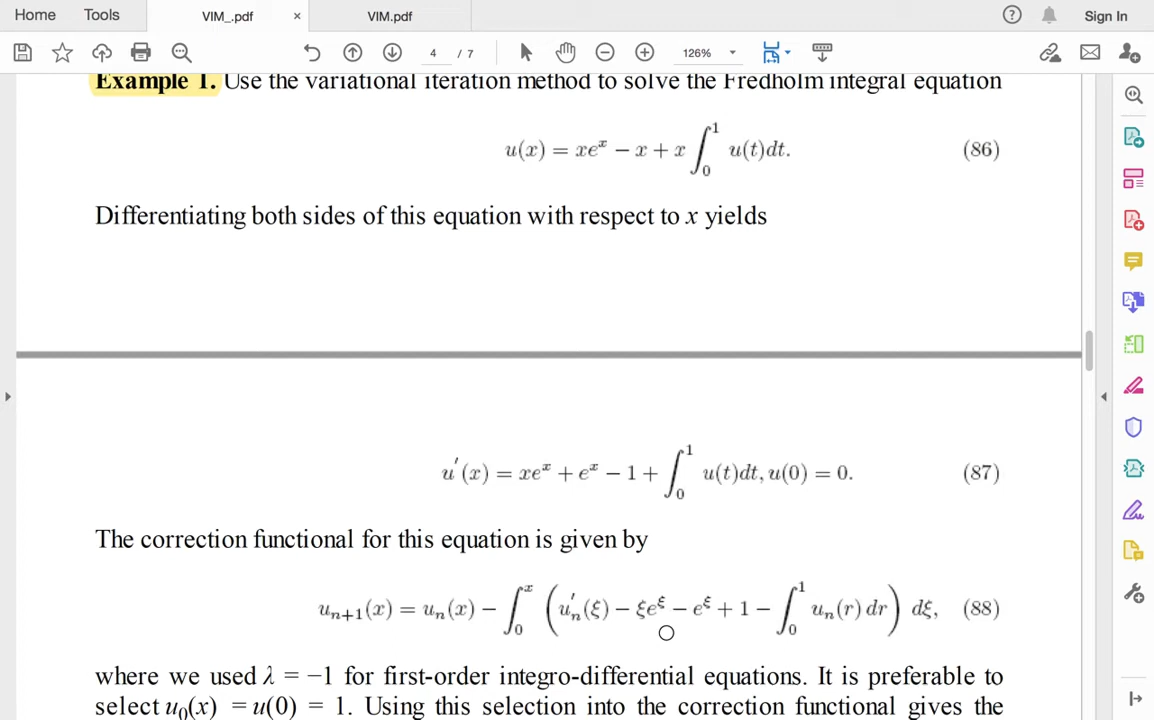 Home Tools VIM_.pdf × VIM.pdf Sign In
4 / 7 126%
Example 1. Use the variational iteration method to solve the Fredholm integral equation
u(x) = xe^x − x + x ∫_0^1 u(t)dt. (86)
Differentiating both sides of this equation with respect to x yields
u′(x) = xe^x + e^x − 1 + ∫_0^1 u(t)dt, u(0) = 0. (87)
The correction functional for this equation is given by
u_{n+1}(x) = u_n(x) − ∫_0^x (u′_n(ξ) − ξe^ξ − e^ξ + 1 − ∫_0^1 u_n(r) dr) dξ, (88)
where we used λ = −1 for first-order integro-differential equations. It is preferable to
select u_0(x) = u(0) = 1. Using this selection into the correction functional gives the